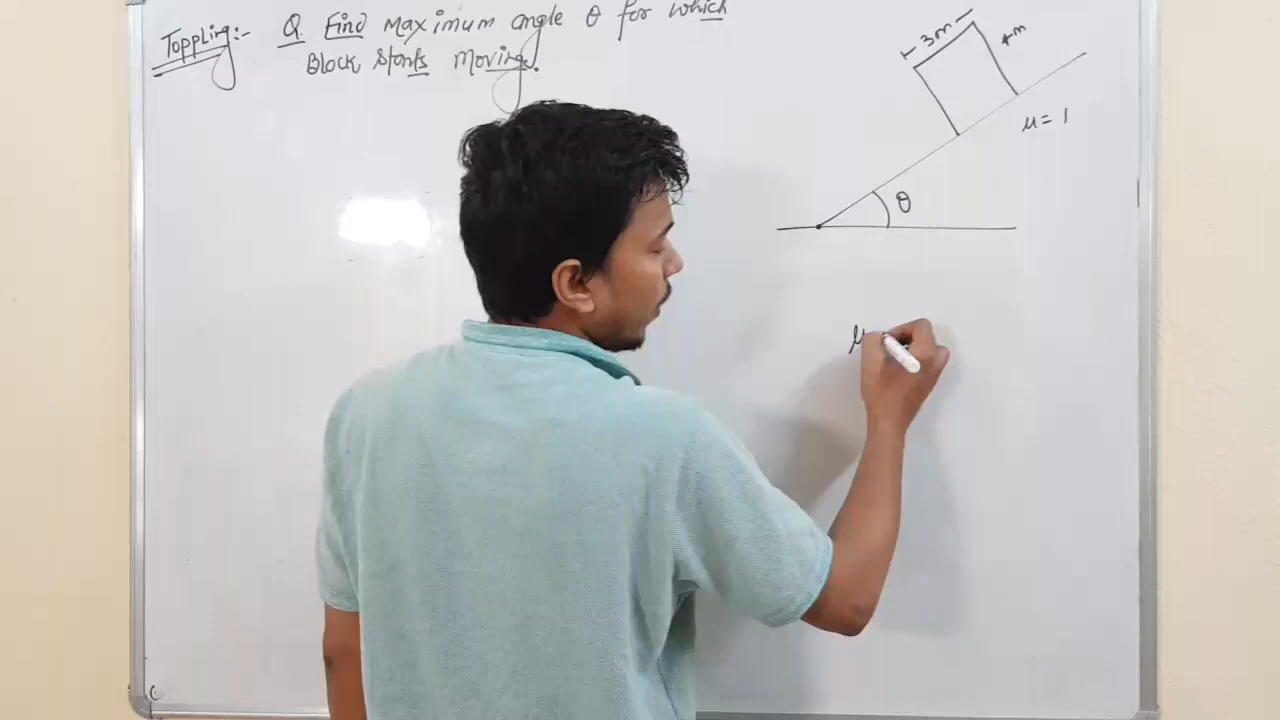 Toppling:- Q. Find maximum angle θ for which
Block starts moving.
3m
4m
μ = 1
θ
μ